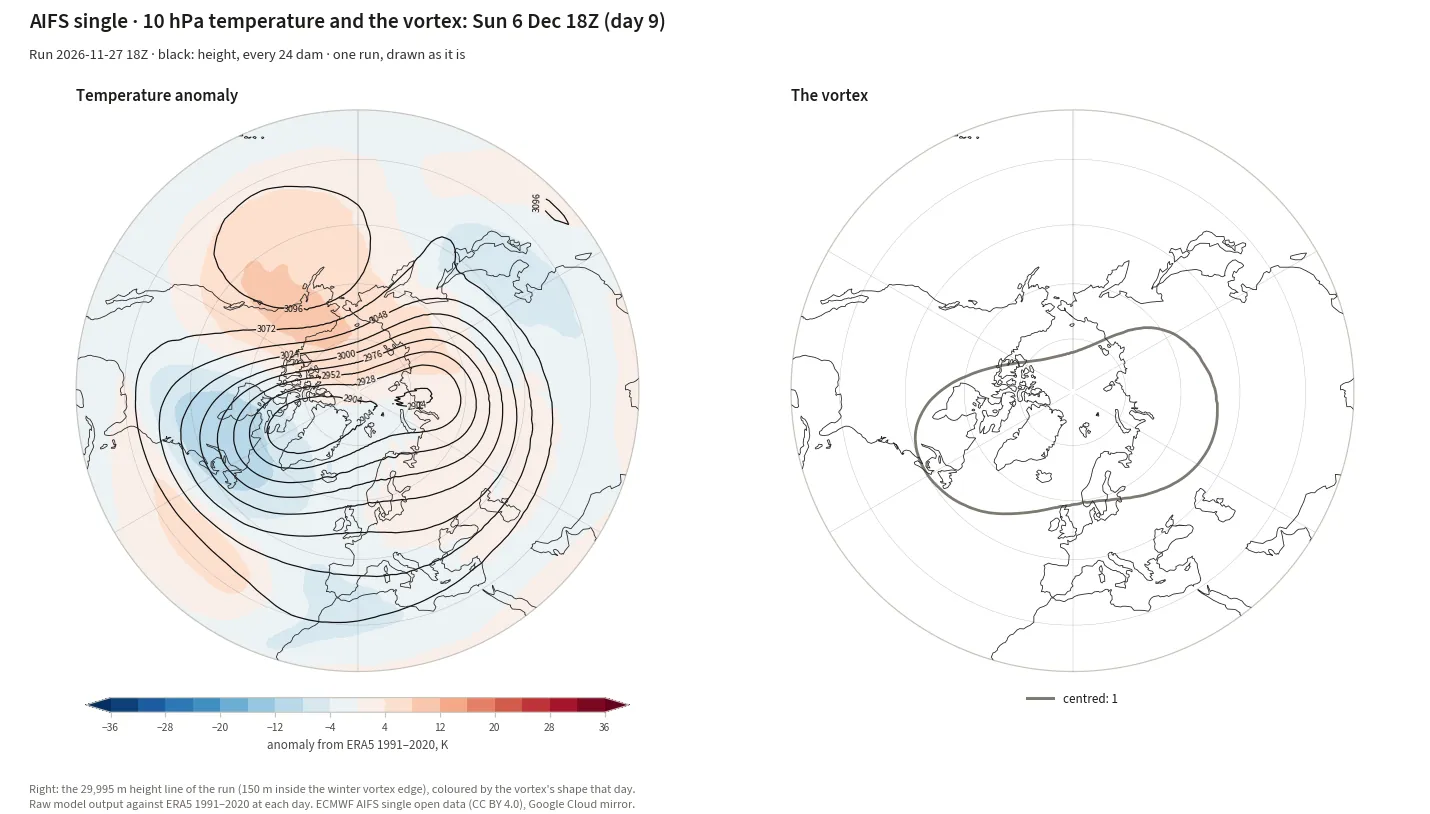 AIFS single · 10 hPa temperature and the vortex: Sun 6 Dec 18Z (day 9)
Run 2026-11-27 18Z · black: height, every 24 dam · one run, drawn as it is
Temperature anomaly
The vortex
3096
3096
3072
3048
3024
3000
2976
2952
2928
2904
2904
−36
−28
−20
−12
−4
4
12
20
28
36
anomaly from ERA5 1991–2020, K
centred: 1
Right: the 29,995 m height line of the run (150 m inside the winter vortex edge), coloured by the vortex's shape that day.
Raw model output against ERA5 1991–2020 at each day. ECMWF AIFS single open data (CC BY 4.0), Google Cloud mirror.